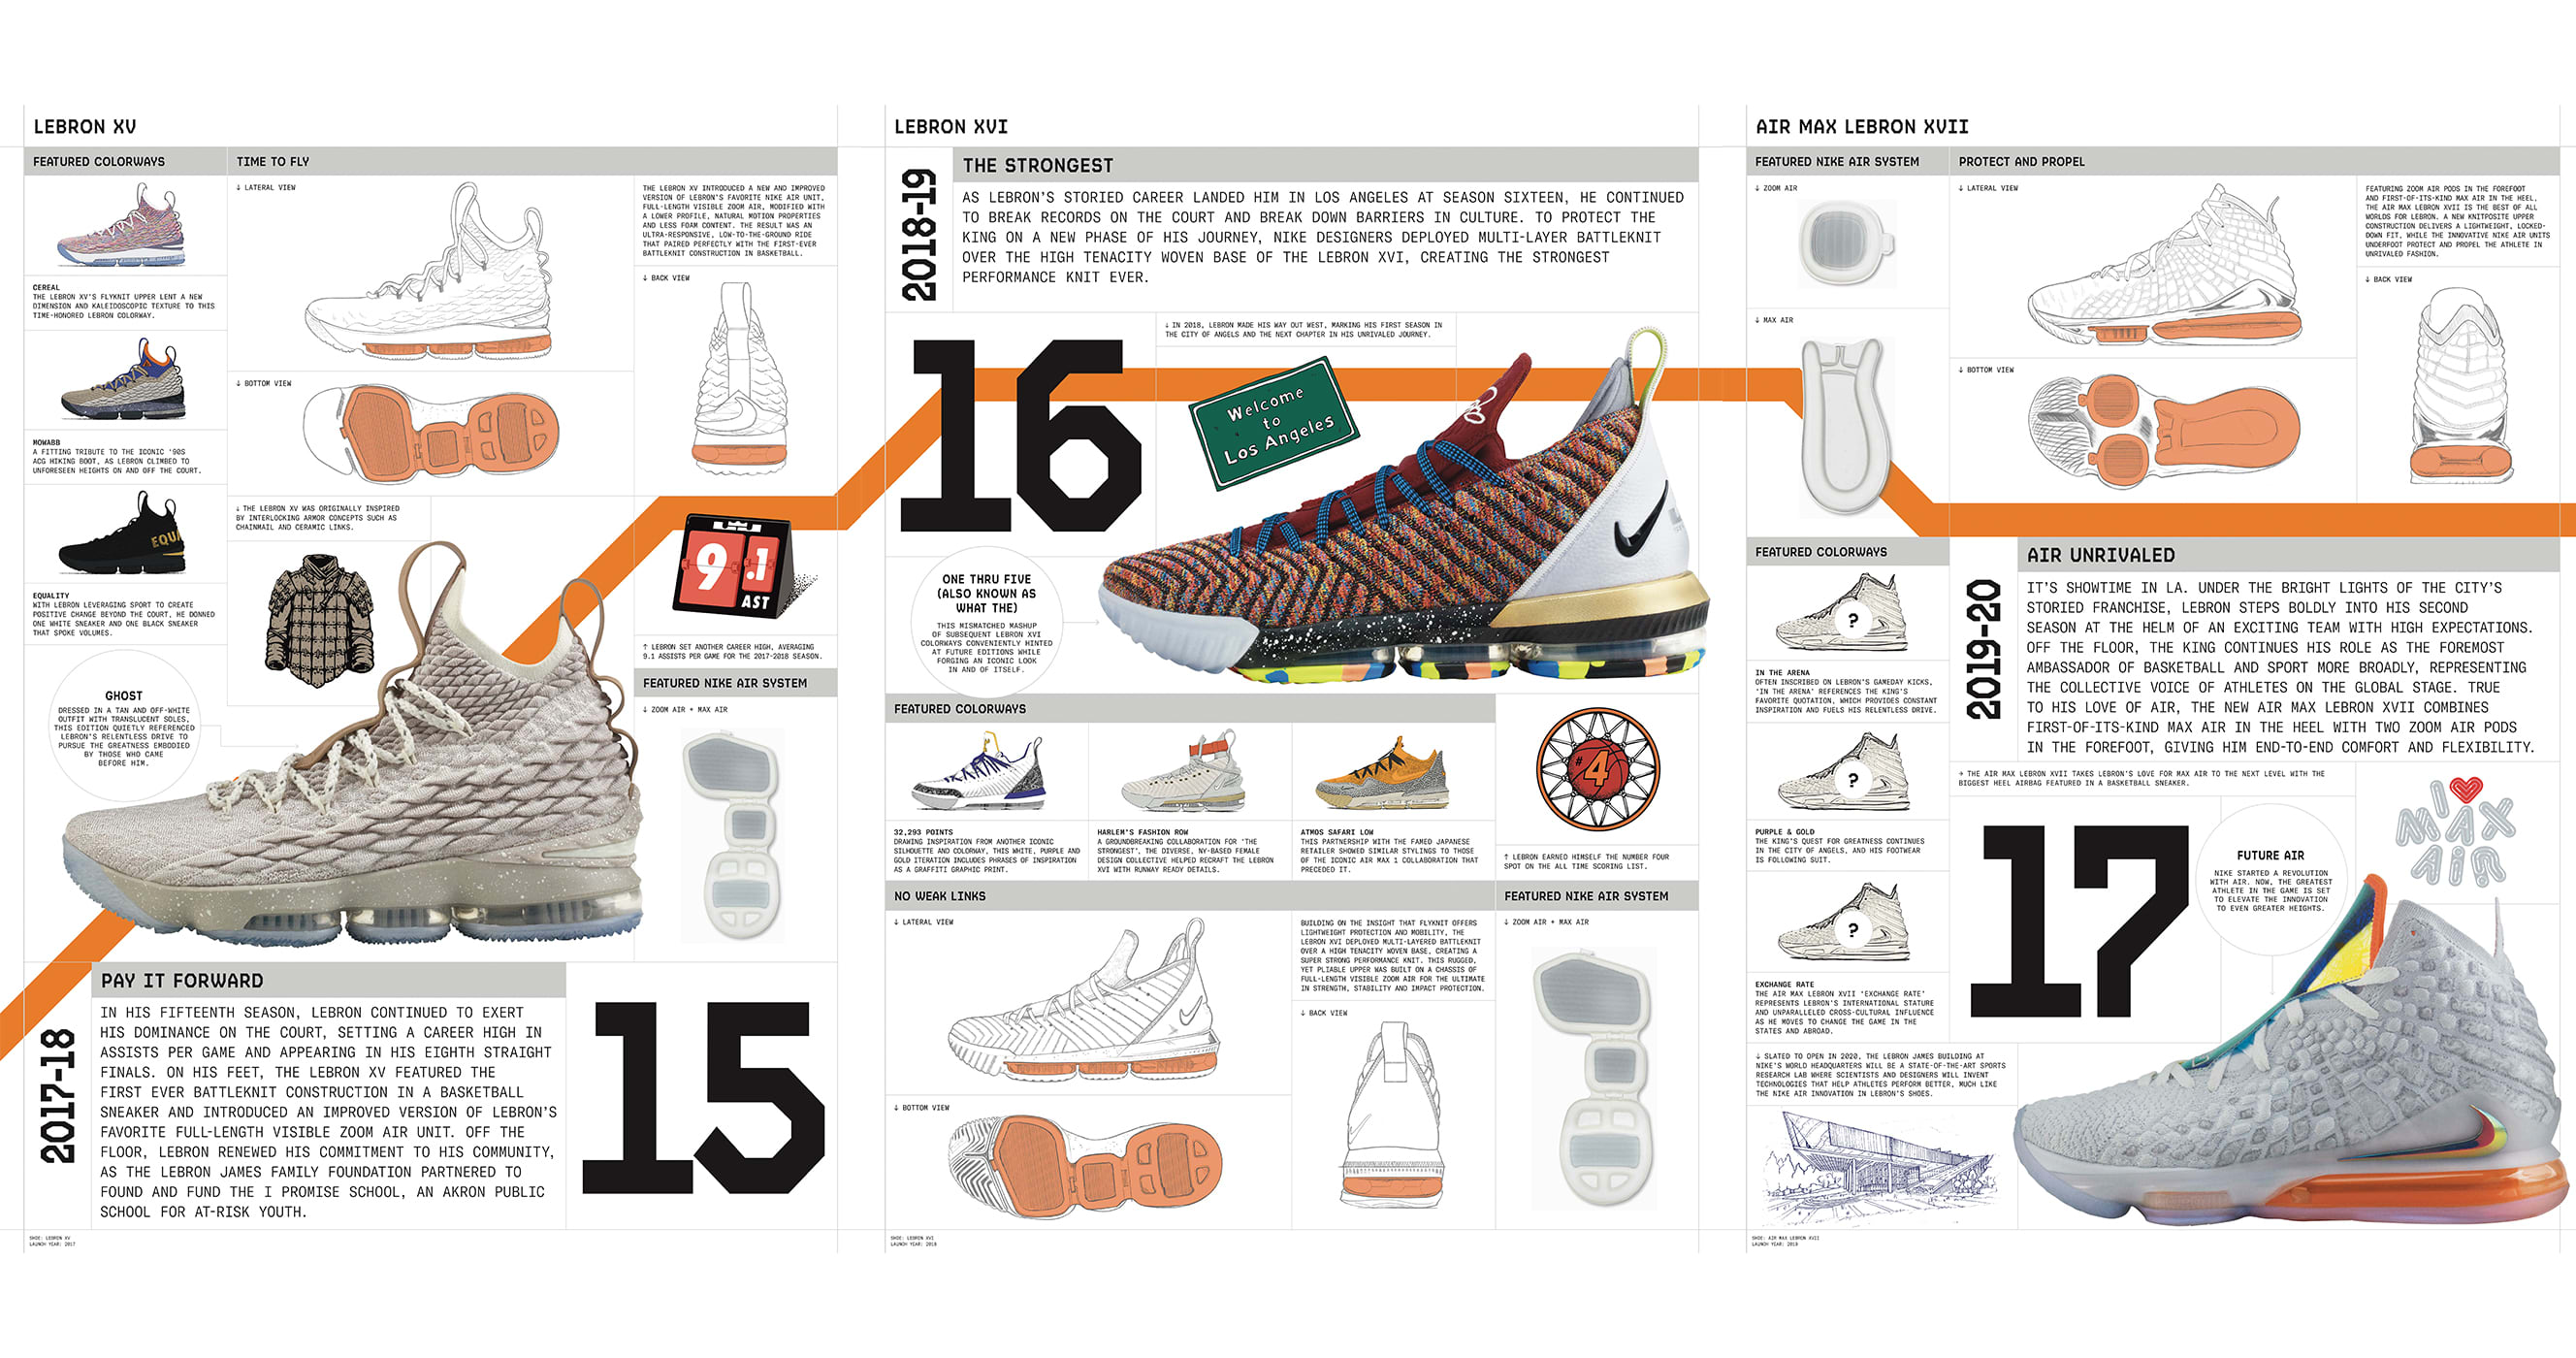 LEBRON XV
FEATURED COLORWAYS
CEREAL
THE LEBRON XV'S FLYKNIT UPPER LENT A NEW
DIMENSION AND KALEIDOSCOPIC TEXTURE TO THIS
TIME-HONORED LEBRON COLORWAY.
MOWABB
A FITTING TRIBUTE TO THE ICONIC '90S
ACG HIKING BOOT, AS LEBRON CLIMBED TO
UNFORESEEN HEIGHTS ON AND OFF THE COURT.
EQUA
EQUALITY
WITH LEBRON LEVERAGING SPORT TO CREATE
POSITIVE CHANGE BEYOND THE COURT, HE DONNED
ONE WHITE SNEAKER AND ONE BLACK SNEAKER
THAT SPOKE VOLUMES.
TIME TO FLY
↓ LATERAL VIEW
THE LEBRON XV INTRODUCED A NEW AND IMPROVED
VERSION OF LEBRON'S FAVORITE NIKE AIR UNIT,
FULL-LENGTH VISIBLE ZOOM AIR, MODIFIED WITH
A LOWER PROFILE, NATURAL MOTION PROPERTIES
AND LESS FOAM CONTENT. THE RESULT WAS AN
ULTRA-RESPONSIVE, LOW-TO-THE-GROUND RIDE
THAT PAIRED PERFECTLY WITH THE FIRST-EVER
BATTLEKNIT CONSTRUCTION IN BASKETBALL.
↓ BACK VIEW
↓ BOTTOM VIEW
↓ THE LEBRON XV WAS ORIGINALLY INSPIRED
BY INTERLOCKING ARMOR CONCEPTS SUCH AS
CHAINMAIL AND CERAMIC LINKS.
9 .1
AST
↑ LEBRON SET ANOTHER CAREER HIGH, AVERAGING
9.1 ASSISTS PER GAME FOR THE 2017-2018 SEASON.
GHOST
DRESSED IN A TAN AND OFF-WHITE
OUTFIT WITH TRANSLUCENT SOLES,
THIS EDITION QUIETLY REFERENCED
LEBRON'S RELENTLESS DRIVE TO
PURSUE THE GREATNESS EMBODIED
BY THOSE WHO CAME
BEFORE HIM.
FEATURED NIKE AIR SYSTEM
↓ ZOOM AIR + MAX AIR
2017-18
PAY IT FORWARD
IN HIS FIFTEENTH SEASON, LEBRON CONTINUED TO EXERT
HIS DOMINANCE ON THE COURT, SETTING A CAREER HIGH IN
ASSISTS PER GAME AND APPEARING IN HIS EIGHTH STRAIGHT
FINALS. ON HIS FEET, THE LEBRON XV FEATURED THE
FIRST EVER BATTLEKNIT CONSTRUCTION IN A BASKETBALL
SNEAKER AND INTRODUCED AN IMPROVED VERSION OF LEBRON'S
FAVORITE FULL-LENGTH VISIBLE ZOOM AIR UNIT. OFF THE
FLOOR, LEBRON RENEWED HIS COMMITMENT TO HIS COMMUNITY,
AS THE LEBRON JAMES FAMILY FOUNDATION PARTNERED TO
FOUND AND FUND THE I PROMISE SCHOOL, AN AKRON PUBLIC
SCHOOL FOR AT-RISK YOUTH.
15
SHOE: LEBRON XV
LAUNCH YEAR: 2017
LEBRON XVI
2018-19
THE STRONGEST
AS LEBRON'S STORIED CAREER LANDED HIM IN LOS ANGELES AT SEASON SIXTEEN, HE CONTINUED
TO BREAK RECORDS ON THE COURT AND BREAK DOWN BARRIERS IN CULTURE. TO PROTECT THE
KING ON A NEW PHASE OF HIS JOURNEY, NIKE DESIGNERS DEPLOYED MULTI-LAYER BATTLEKNIT
OVER THE HIGH TENACITY WOVEN BASE OF THE LEBRON XVI, CREATING THE STRONGEST
PERFORMANCE KNIT EVER.
16
↓ IN 2018, LEBRON MADE HIS WAY OUT WEST, MARKING HIS FIRST SEASON IN
THE CITY OF ANGELS AND THE NEXT CHAPTER IN HIS UNRIVALED JOURNEY.
Welcome
to
Los Angeles
ONE THRU FIVE
(ALSO KNOWN AS
WHAT THE)
THIS MISMATCHED MASHUP
OF SUBSEQUENT LEBRON XVI
COLORWAYS CONVENIENTLY HINTED
AT FUTURE EDITIONS WHILE
FORGING AN ICONIC LOOK
IN AND OF ITSELF.
FEATURED COLORWAYS
32,293 POINTS
DRAWING INSPIRATION FROM ANOTHER ICONIC
SILHOUETTE AND COLORWAY, THIS WHITE, PURPLE AND
GOLD ITERATION INCLUDES PHRASES OF INSPIRATION
AS A GRAFFITI GRAPHIC PRINT.
HARLEM'S FASHION ROW
A GROUNDBREAKING COLLABORATION FOR 'THE
STRONGEST', THE DIVERSE, NY-BASED FEMALE
DESIGN COLLECTIVE HELPED RECRAFT THE LEBRON
XVI WITH RUNWAY READY DETAILS.
ATMOS SAFARI LOW
THIS PARTNERSHIP WITH THE FAMED JAPANESE
RETAILER SHOWED SIMILAR STYLINGS TO THOSE
OF THE ICONIC AIR MAX 1 COLLABORATION THAT
PRECEDED IT.
#4
↑ LEBRON EARNED HIMSELF THE NUMBER FOUR
SPOT ON THE ALL TIME SCORING LIST.
NO WEAK LINKS
↓ LATERAL VIEW
BUILDING ON THE INSIGHT THAT FLYKNIT OFFERS
LIGHTWEIGHT PROTECTION AND MOBILITY, THE
LEBRON XVI DEPLOYED MULTI-LAYERED BATTLEKNIT
OVER A HIGH TENACITY WOVEN BASE, CREATING A
SUPER STRONG PERFORMANCE KNIT. THIS RUGGED,
YET PLIABLE UPPER WAS BUILT ON A CHASSIS OF
FULL-LENGTH VISIBLE ZOOM AIR FOR THE ULTIMATE
IN STRENGTH, STABILITY AND IMPACT PROTECTION.
↓ BACK VIEW
↓ BOTTOM VIEW
FEATURED NIKE AIR SYSTEM
↓ ZOOM AIR + MAX AIR
SHOE: LEBRON XVI
LAUNCH YEAR: 2018
AIR MAX LEBRON XVII
FEATURED NIKE AIR SYSTEM
↓ ZOOM AIR
↓ MAX AIR
PROTECT AND PROPEL
↓ LATERAL VIEW
FEATURING ZOOM AIR PODS IN THE FOREFOOT
AND FIRST-OF-ITS-KIND MAX AIR IN THE HEEL,
THE AIR MAX LEBRON XVII IS THE BEST OF ALL
WORLDS FOR LEBRON. A NEW KNITPOSITE UPPER
CONSTRUCTION DELIVERS A LIGHTWEIGHT, LOCKED-
DOWN FIT, WHILE THE INNOVATIVE NIKE AIR UNITS
UNDERFOOT PROTECT AND PROPEL THE ATHLETE IN
UNRIVALED FASHION.
↓ BACK VIEW
↓ BOTTOM VIEW
FEATURED COLORWAYS
?
IN THE ARENA
OFTEN INSCRIBED ON LEBRON'S GAMEDAY KICKS,
'IN THE ARENA' REFERENCES THE KING'S
FAVORITE QUOTATION, WHICH PROVIDES CONSTANT
INSPIRATION AND FUELS HIS RELENTLESS DRIVE.
?
PURPLE & GOLD
THE KING'S QUEST FOR GREATNESS CONTINUES
IN THE CITY OF ANGELS, AND HIS FOOTWEAR
IS FOLLOWING SUIT.
?
EXCHANGE RATE
THE AIR MAX LEBRON XVII 'EXCHANGE RATE'
REPRESENTS LEBRON'S INTERNATIONAL STATURE
AND UNPARALLELED CROSS-CULTURAL INFLUENCE
AS HE MOVES TO CHANGE THE GAME IN THE
STATES AND ABROAD.
2019-20
AIR UNRIVALED
IT'S SHOWTIME IN LA. UNDER THE BRIGHT LIGHTS OF THE CITY'S
STORIED FRANCHISE, LEBRON STEPS BOLDLY INTO HIS SECOND
SEASON AT THE HELM OF AN EXCITING TEAM WITH HIGH EXPECTATIONS.
OFF THE FLOOR, THE KING CONTINUES HIS ROLE AS THE FOREMOST
AMBASSADOR OF BASKETBALL AND SPORT MORE BROADLY, REPRESENTING
THE COLLECTIVE VOICE OF ATHLETES ON THE GLOBAL STAGE. TRUE
TO HIS LOVE OF AIR, THE NEW AIR MAX LEBRON XVII COMBINES
FIRST-OF-ITS-KIND MAX AIR IN THE HEEL WITH TWO ZOOM AIR PODS
IN THE FOREFOOT, GIVING HIM END-TO-END COMFORT AND FLEXIBILITY.
→ THE AIR MAX LEBRON XVII TAKES LEBRON'S LOVE FOR MAX AIR TO THE NEXT LEVEL WITH THE
BIGGEST HEEL AIRBAG FEATURED IN A BASKETBALL SNEAKER.
I ♥
MAX
AIR
17
FUTURE AIR
NIKE STARTED A REVOLUTION
WITH AIR. NOW, THE GREATEST
ATHLETE IN THE GAME IS SET
TO ELEVATE THE INNOVATION
TO EVEN GREATER HEIGHTS.
↓ SLATED TO OPEN IN 2020, THE LEBRON JAMES BUILDING AT
NIKE'S WORLD HEADQUARTERS WILL BE A STATE-OF-THE-ART SPORTS
RESEARCH LAB WHERE SCIENTISTS AND DESIGNERS WILL INVENT
TECHNOLOGIES THAT HELP ATHLETES PERFORM BETTER, MUCH LIKE
THE NIKE AIR INNOVATION IN LEBRON'S SHOES.
SHOE: AIR MAX LEBRON XVII
LAUNCH YEAR: 2019